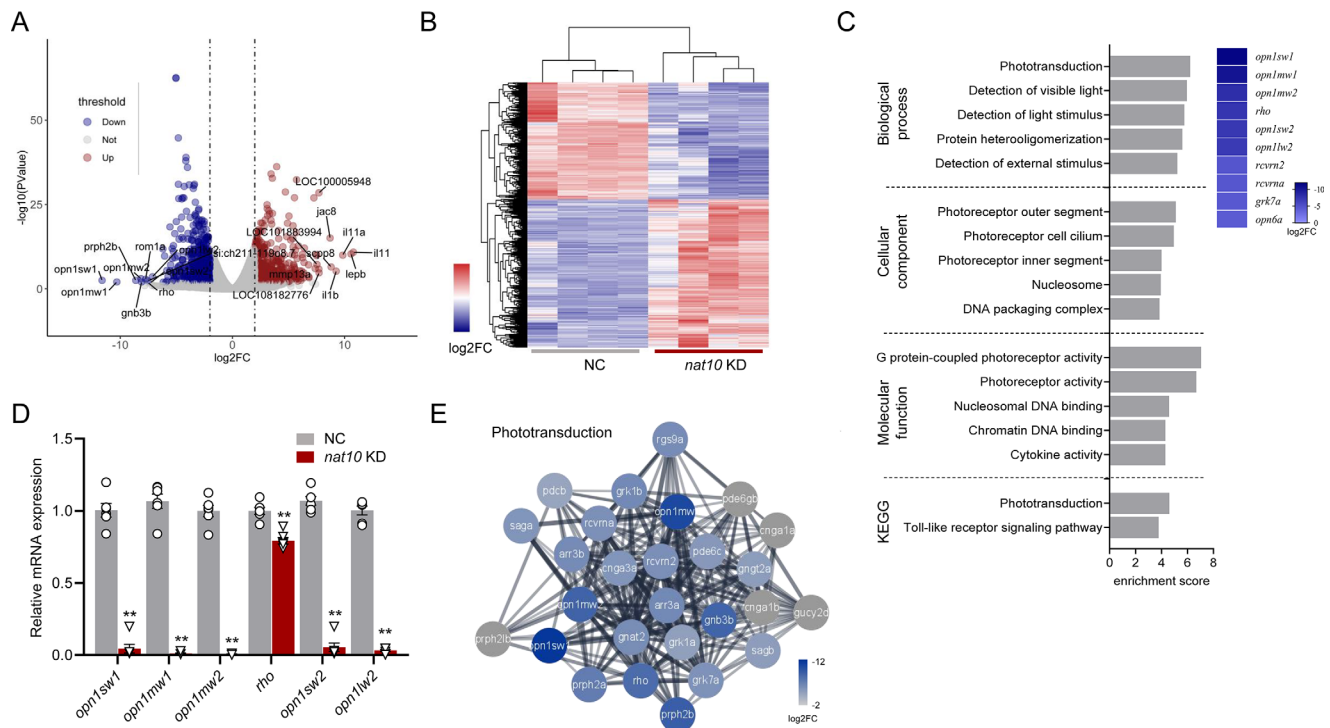 A
-log10(PValue)
50
25
0
threshold
Down
Not
Up
LOC100005948
jac8
il11a
LOC101883994
il11
si:ch211-119o8.7
scpp8
lepb
mmp13a
LOC108182776
il1b
prph2b
rom1a
opn1sw1
opn1mw2
opn1mw1
rho
gnb3b
-10
0
10
log2FC
B
log2FC
NC
nat10 KD
C
Biological
process
Phototransduction
Detection of visible light
Detection of light stimulus
Protein heterooligomerization
Detection of external stimulus
Cellular
component
Photoreceptor outer segment
Photoreceptor cell cilium
Photoreceptor inner segment
Nucleosome
DNA packaging complex
Molecular
function
G protein-coupled photoreceptor activity
Photoreceptor activity
Nucleosomal DNA binding
Chromatin DNA binding
Cytokine activity
KEGG
Phototransduction
Toll-like receptor signaling pathway
0 2 4 6 8
enrichment score
opn1sw1
opn1mw1
opn1mw2
rho
opn1sw2
opn1lw2
rcvrn2
rcvrna
grk7a
opn6a
-10
-5
0
log2FC
D
Relative mRNA expression
1.5
1.0
0.5
0.0
NC
nat10 KD
**
**
**
**
**
**
opn1sw1
opn1mw1
opn1mw2
rho
opn1sw2
opn1lw2
E
Phototransduction
rgs9a
pdcb
grk1b
pde6gb
opn1mw
saga
rcvrna
cnga1a
arr3b
rcvrn2
pde6c
cnga3a
gngt2a
opn1mw2
arr3a
gnb3b
cnga1b
gucy2d
prph2lb
opn1sw1
gnat2
grk1a
sagb
prph2a
rho
grk7a
prph2b
-12
-2
log2FC